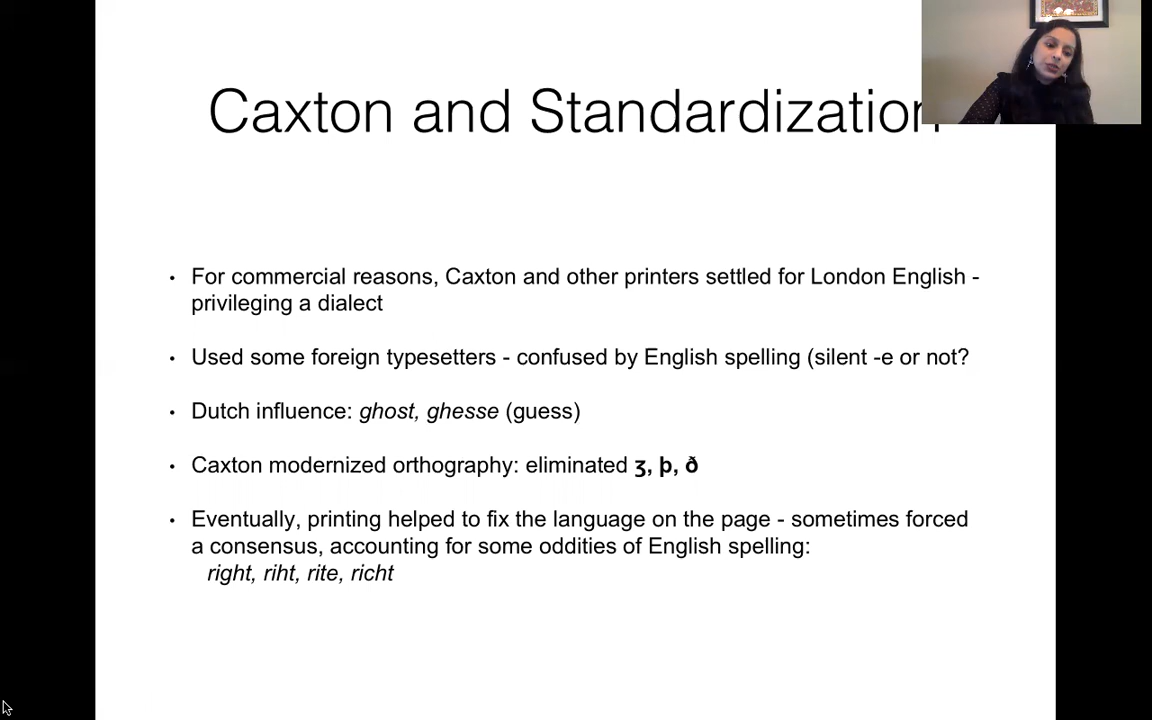 Caxton and Standardization
• For commercial reasons, Caxton and other printers settled for London English -
privileging a dialect
• Used some foreign typesetters - confused by English spelling (silent -e or not?
• Dutch influence: ghost, ghesse (guess)
• Caxton modernized orthography: eliminated ʒ, þ, ð
• Eventually, printing helped to fix the language on the page - sometimes forced
a consensus, accounting for some oddities of English spelling:
right, riht, rite, richt